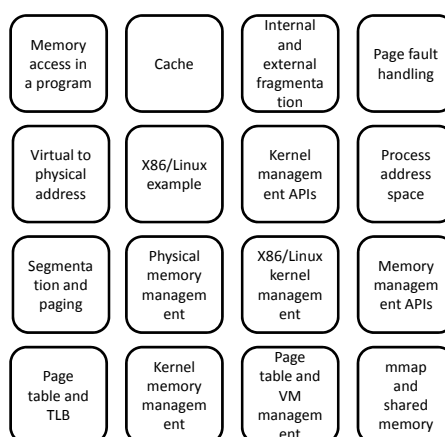 Memory
access in
a program
Cache
Internal
and
external
fragmenta
tion
Page fault
handling
Virtual to
physical
address
X86/Linux
example
Kernel
managem
ent APIs
Process
address
space
Segmenta
tion and
paging
Physical
memory
managem
ent
X86/Linux
kernel
managem
ent
Memory
managem
ent APIs
Page
table and
TLB
Kernel
memory
managem
ent
Page
table and
VM
managem
ent
mmap
and
shared
memory